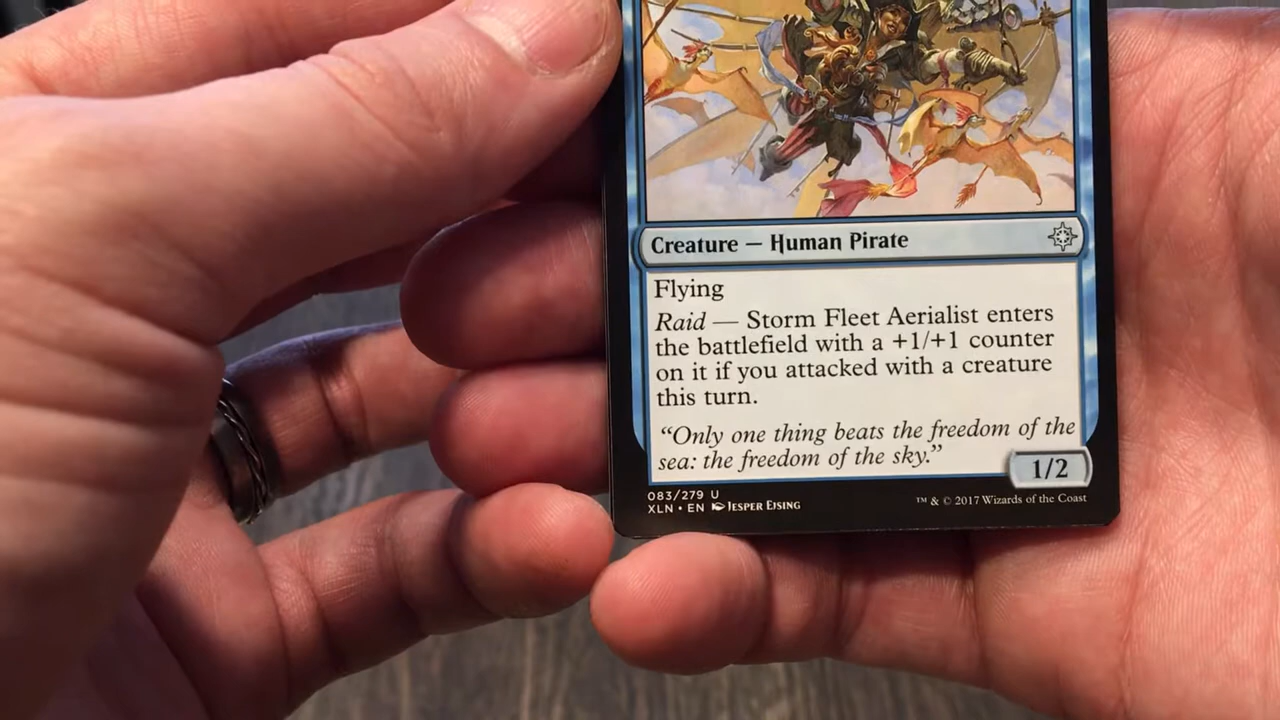 Creature — Human Pirate
Flying
Raid — Storm Fleet Aerialist enters
the battlefield with a +1/+1 counter
on it if you attacked with a creature
this turn.
“Only one thing beats the freedom of the
sea: the freedom of the sky.”
1/2
083/279 U
XLN • EN Jesper Ejsing
™ & © 2017 Wizards of the Coast